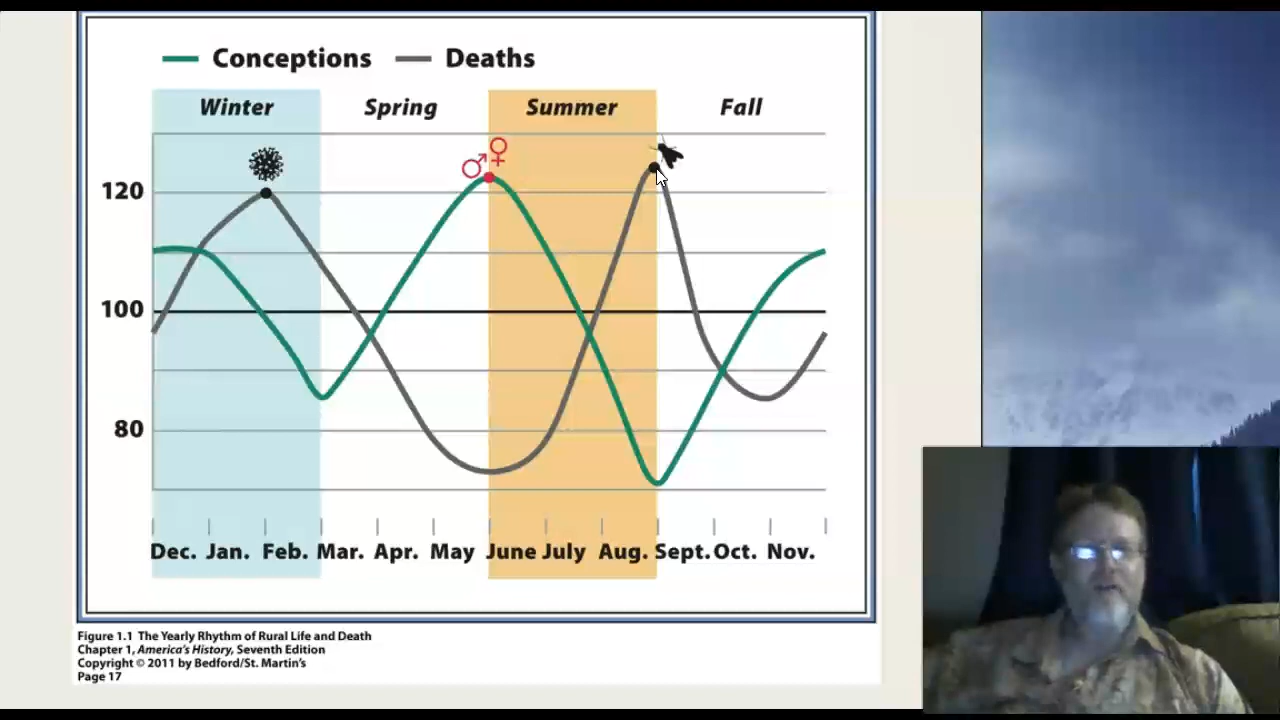 Conceptions Deaths
Winter Spring Summer Fall
120
100
80
Dec. Jan. Feb. Mar. Apr. May June July Aug. Sept. Oct. Nov.
Figure 1.1 The Yearly Rhythm of Rural Life and Death
Chapter 1, America's History, Seventh Edition
Copyright © 2011 by Bedford/St. Martin's
Page 17